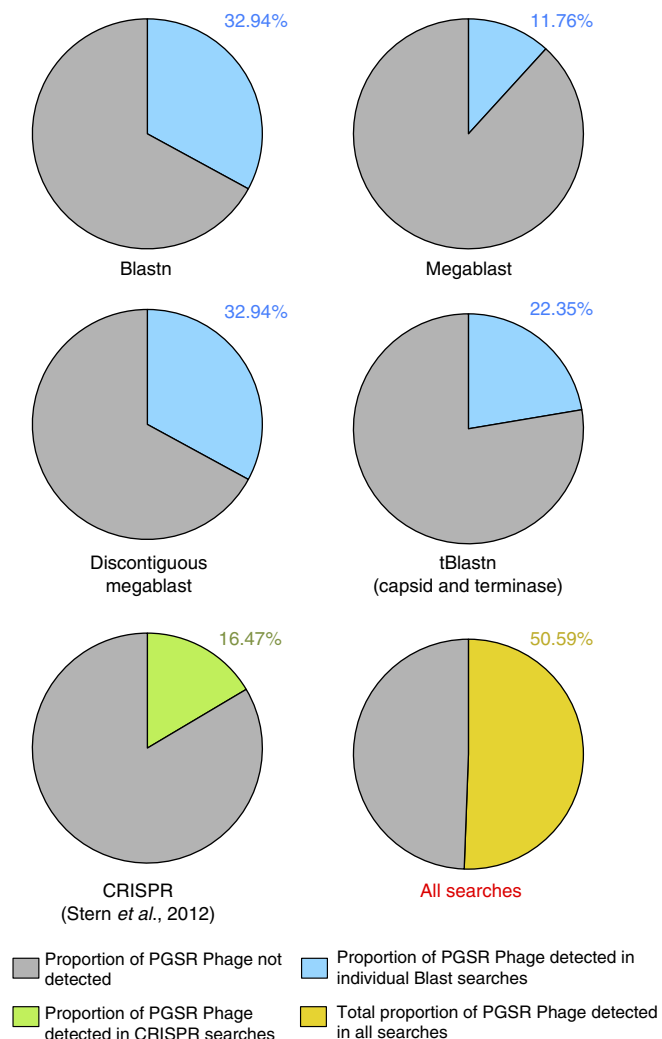 32.94%
11.76%
Blastn
Megablast
32.94%
22.35%
Discontiguous
megablast
tBlastn
(capsid and terminase)
16.47%
50.59%
CRISPR
(Stern et al., 2012)
All searches
Proportion of PGSR Phage not
detected
Proportion of PGSR Phage detected in
individual Blast searches
Proportion of PGSR Phage
detected in CRISPR searches
Total proportion of PGSR Phage detected
in all searches